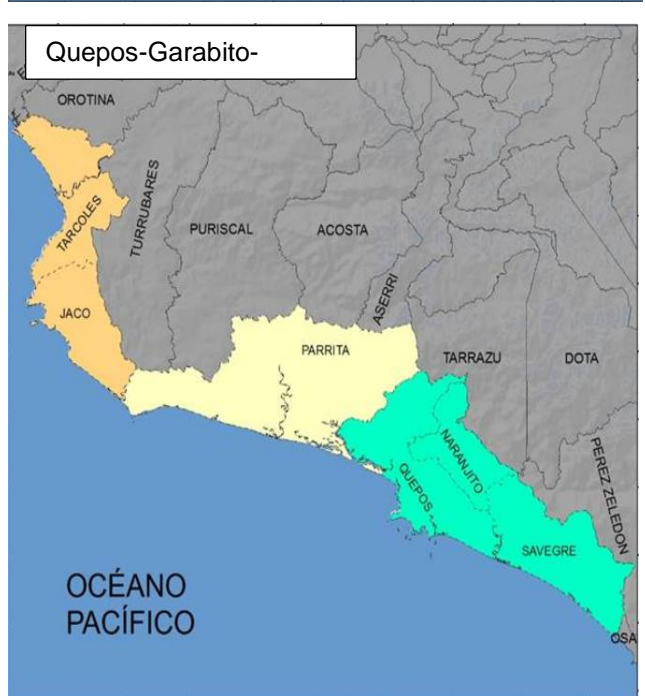 Quepos-Garabito-
OROTINA
TARCOLES
TURRUBARES
PURISCAL
ACOSTA
ASERRI
JACO
PARRITA
TARRAZU
DOTA
NARANJITO
QUEPOS
PEREZ ZELEDON
SAVEGRE
OCÉANO
PACÍFICO
OSA